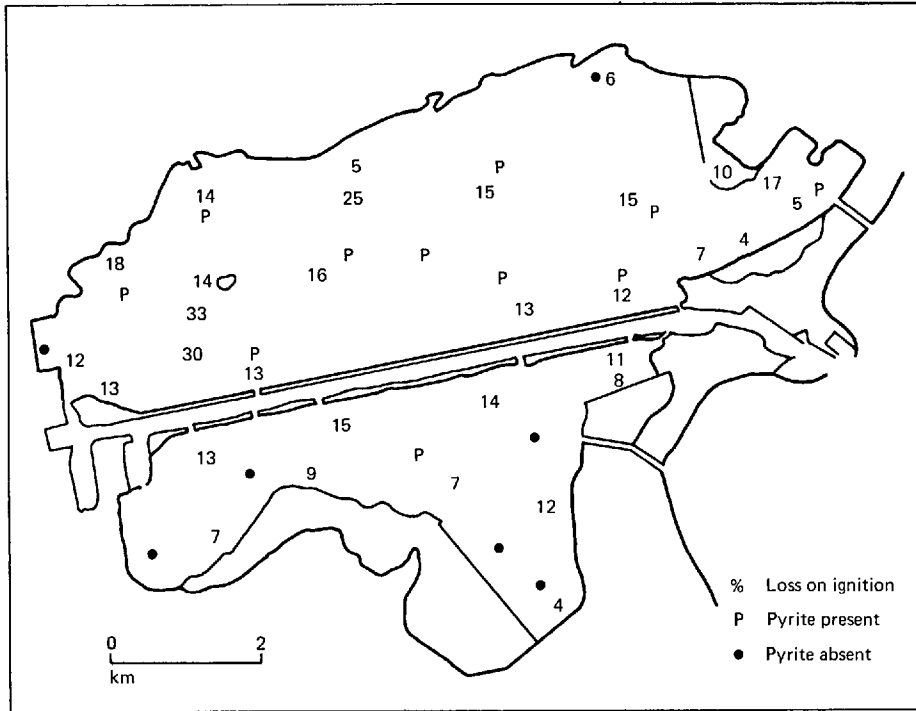 6
5 P 10 17
14 25 15 15 5 P
P P
7 4
18 P P
14 16 P P
P 12
33 13
12 30 P 11
13 13 8
15 14
13 P
9 7 12
7
4
% Loss on ignition
P Pyrite present
● Pyrite absent
0 2
km